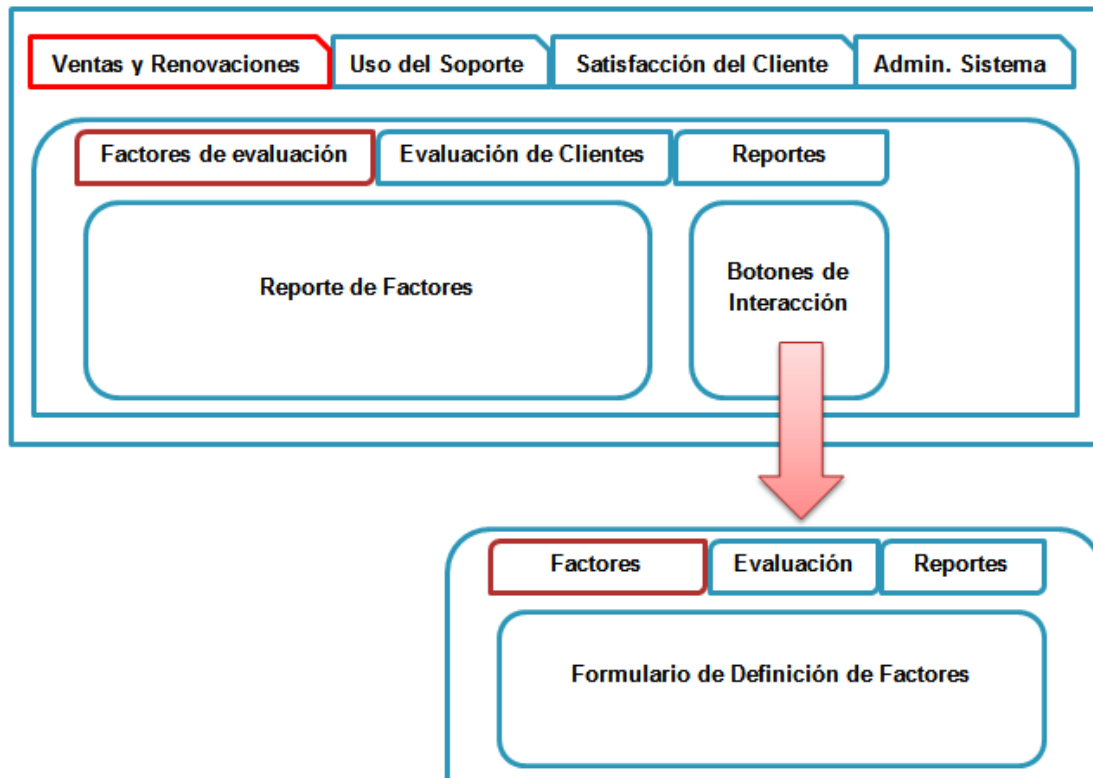 Ventas y Renovaciones
Uso del Soporte
Satisfacción del Cliente
Admin. Sistema
Factores de evaluación
Evaluación de Clientes
Reportes
Reporte de Factores
Botones de
Interacción
Factores
Evaluación
Reportes
Formulario de Definición de Factores